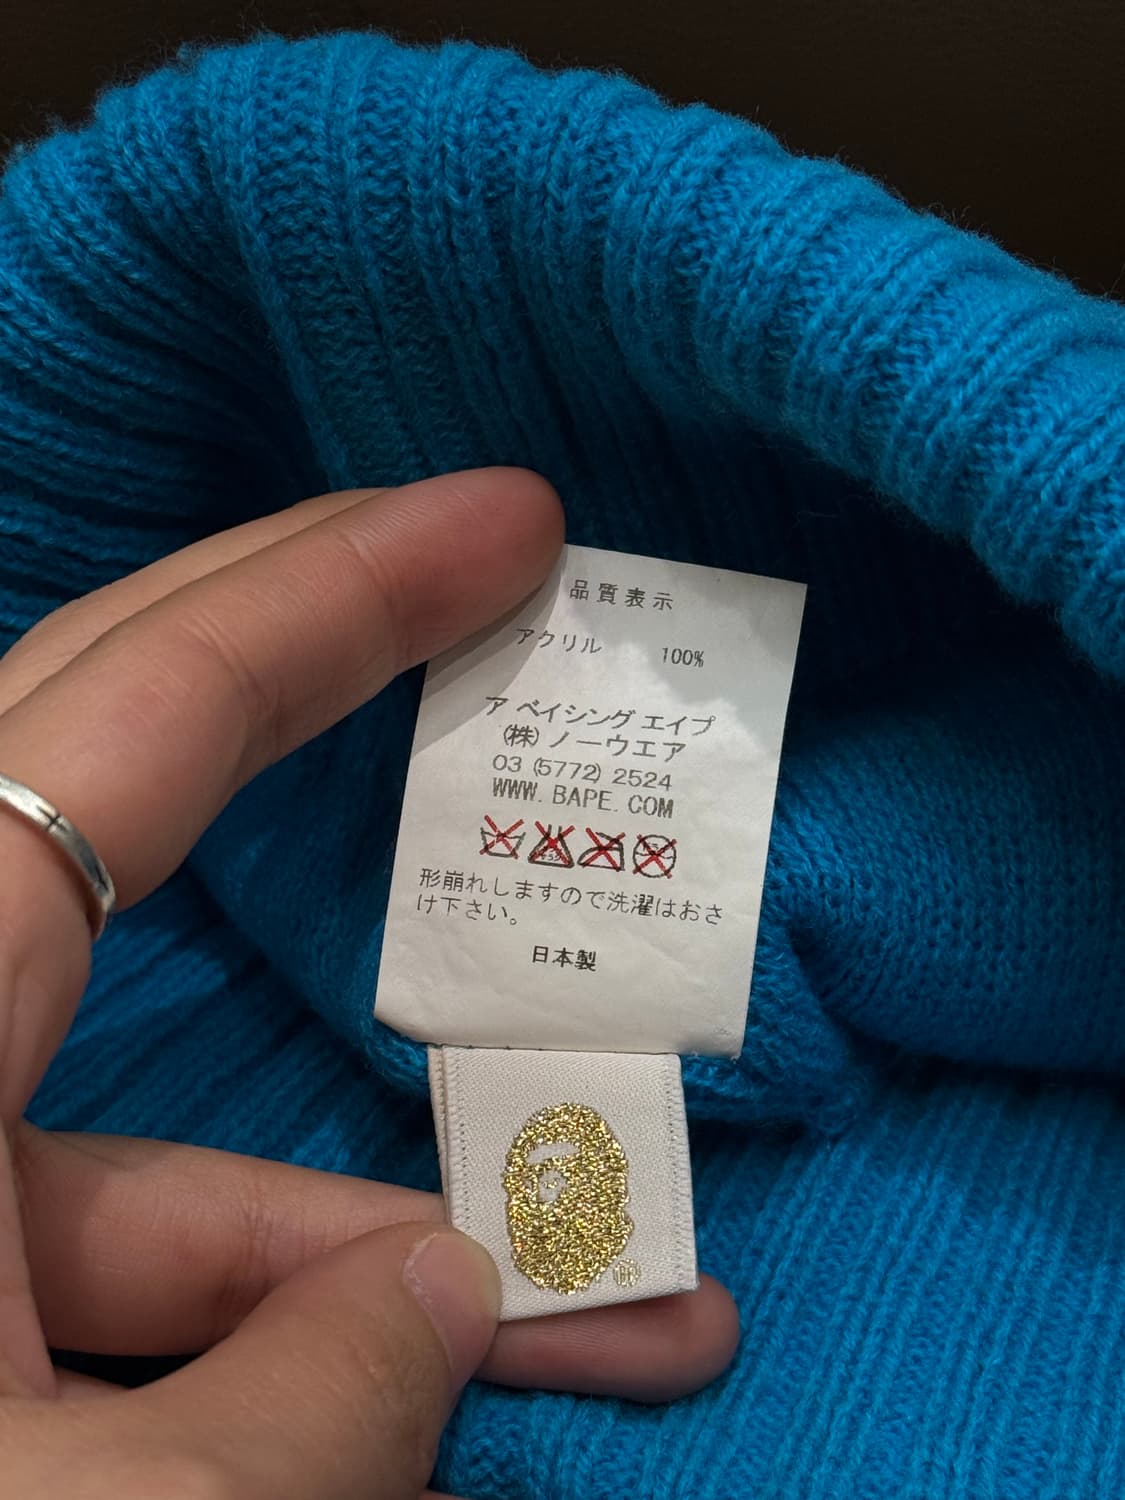 品質表示
アクリル 100%
ア ベイシング エイプ
(株) ノーウエア
03 (5772) 2524
WWW. BAPE. COM
形崩れしますので洗濯はおさ
け下さい。
日本製